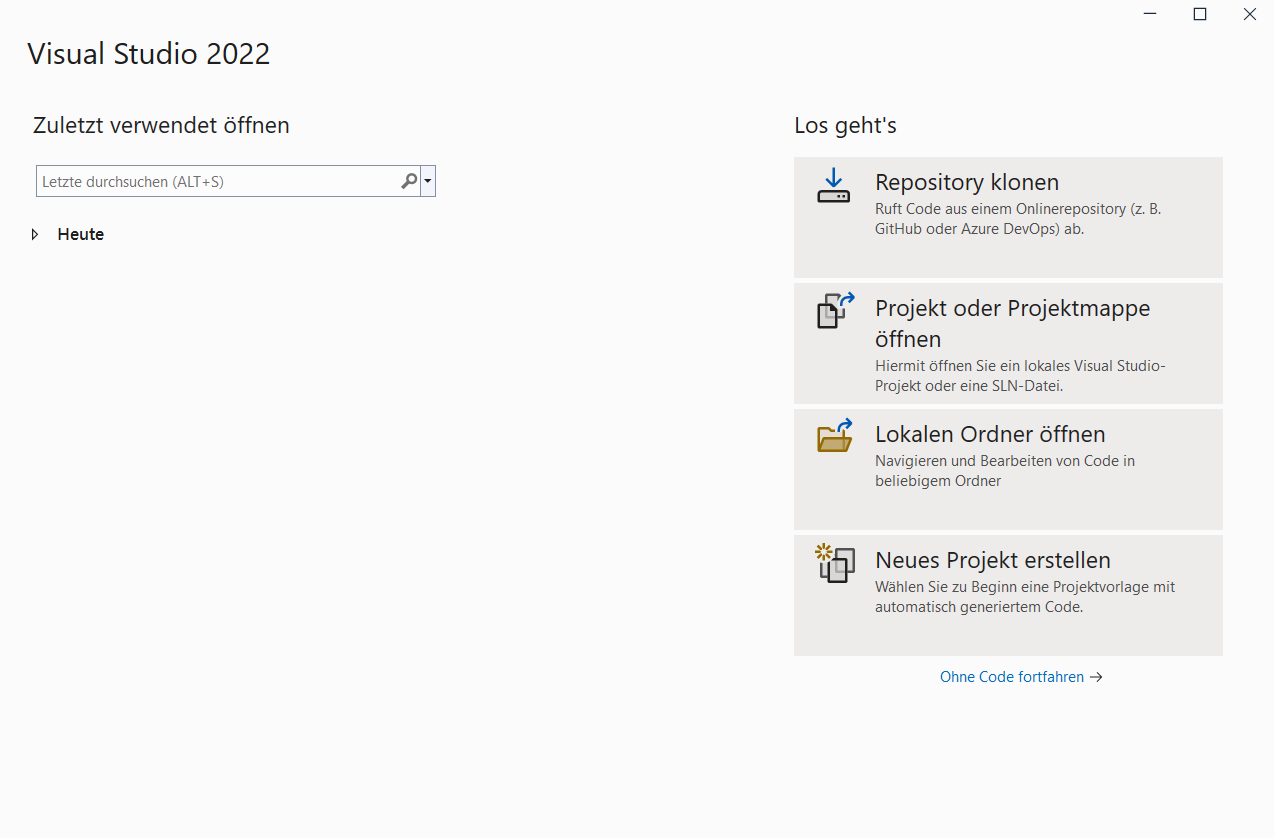 Visual Studio 2022
Zuletzt verwendet öffnen
Letzte durchsuchen (ALT+S)
Heute
Los geht's
Repository klonen
Ruft Code aus einem Onlinerepository (z. B.
GitHub oder Azure DevOps) ab.
Projekt oder Projektmappe
öffnen
Hiermit öffnen Sie ein lokales Visual Studio-
Projekt oder eine SLN-Datei.
Lokalen Ordner öffnen
Navigieren und Bearbeiten von Code in
beliebigem Ordner
Neues Projekt erstellen
Wählen Sie zu Beginn eine Projektvorlage mit
automatisch generiertem Code.
Ohne Code fortfahren →